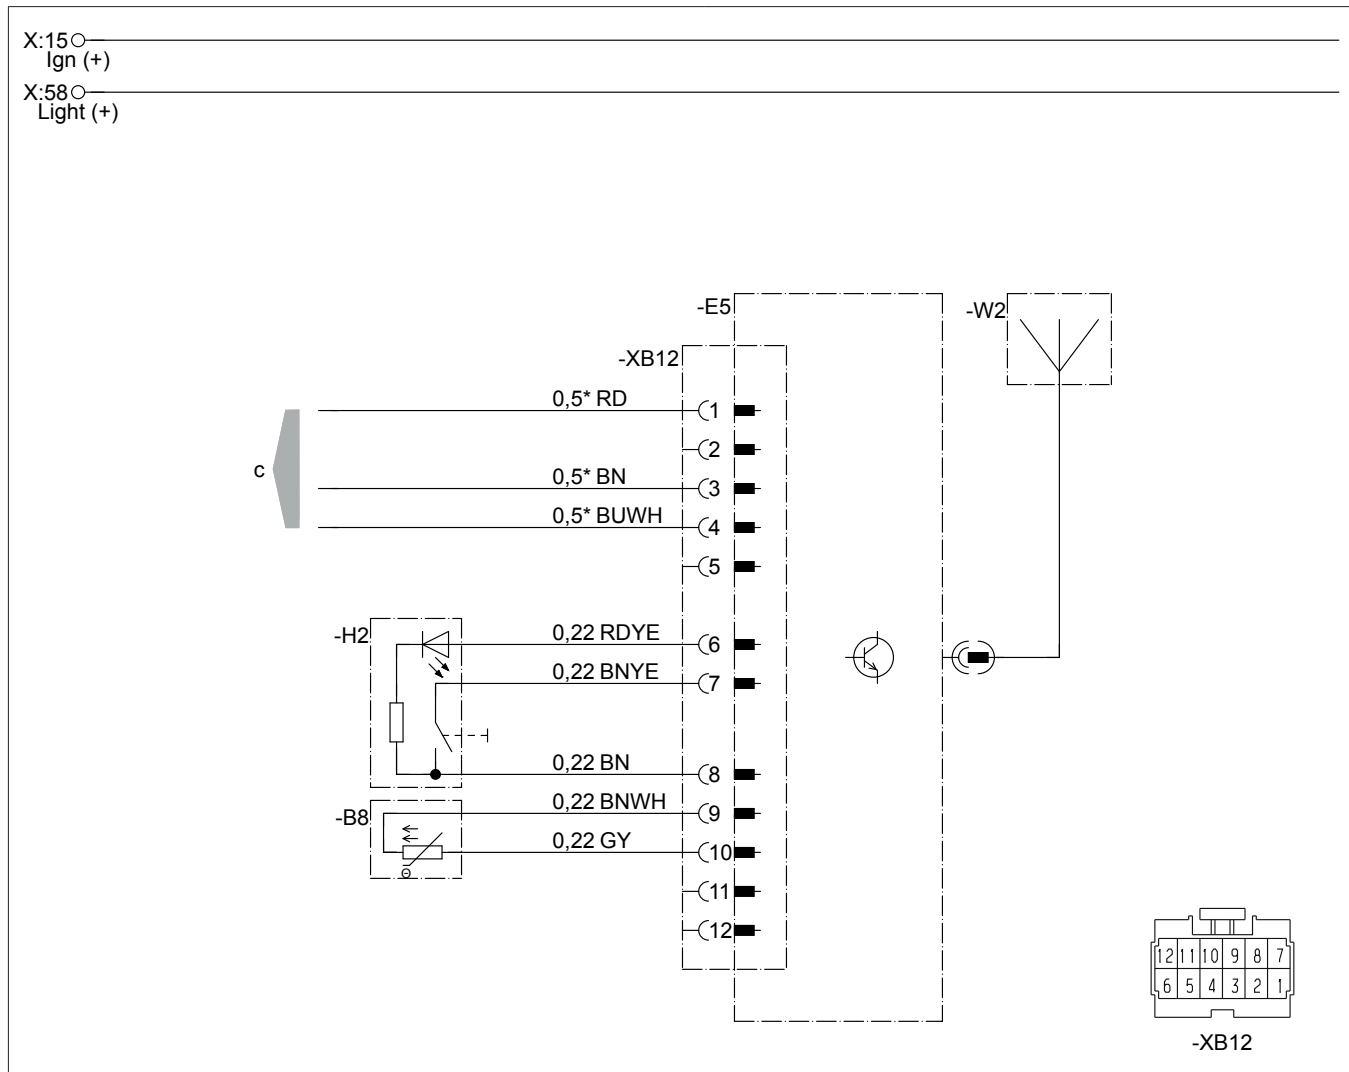 X:15
Ign (+)
X:58
Light (+)
-E5
-W2
-XB12
0,5* RD
1
2
c
0,5* BN
3
0,5* BUWH
4
5
-H2
0,22 RDYE
6
0,22 BNYE
7
0,22 BN
8
-B8
0,22 BNWH
9
0,22 GY
10
Θ
11
12
12 11 10 9 8 7
6 5 4 3 2 1
-XB12